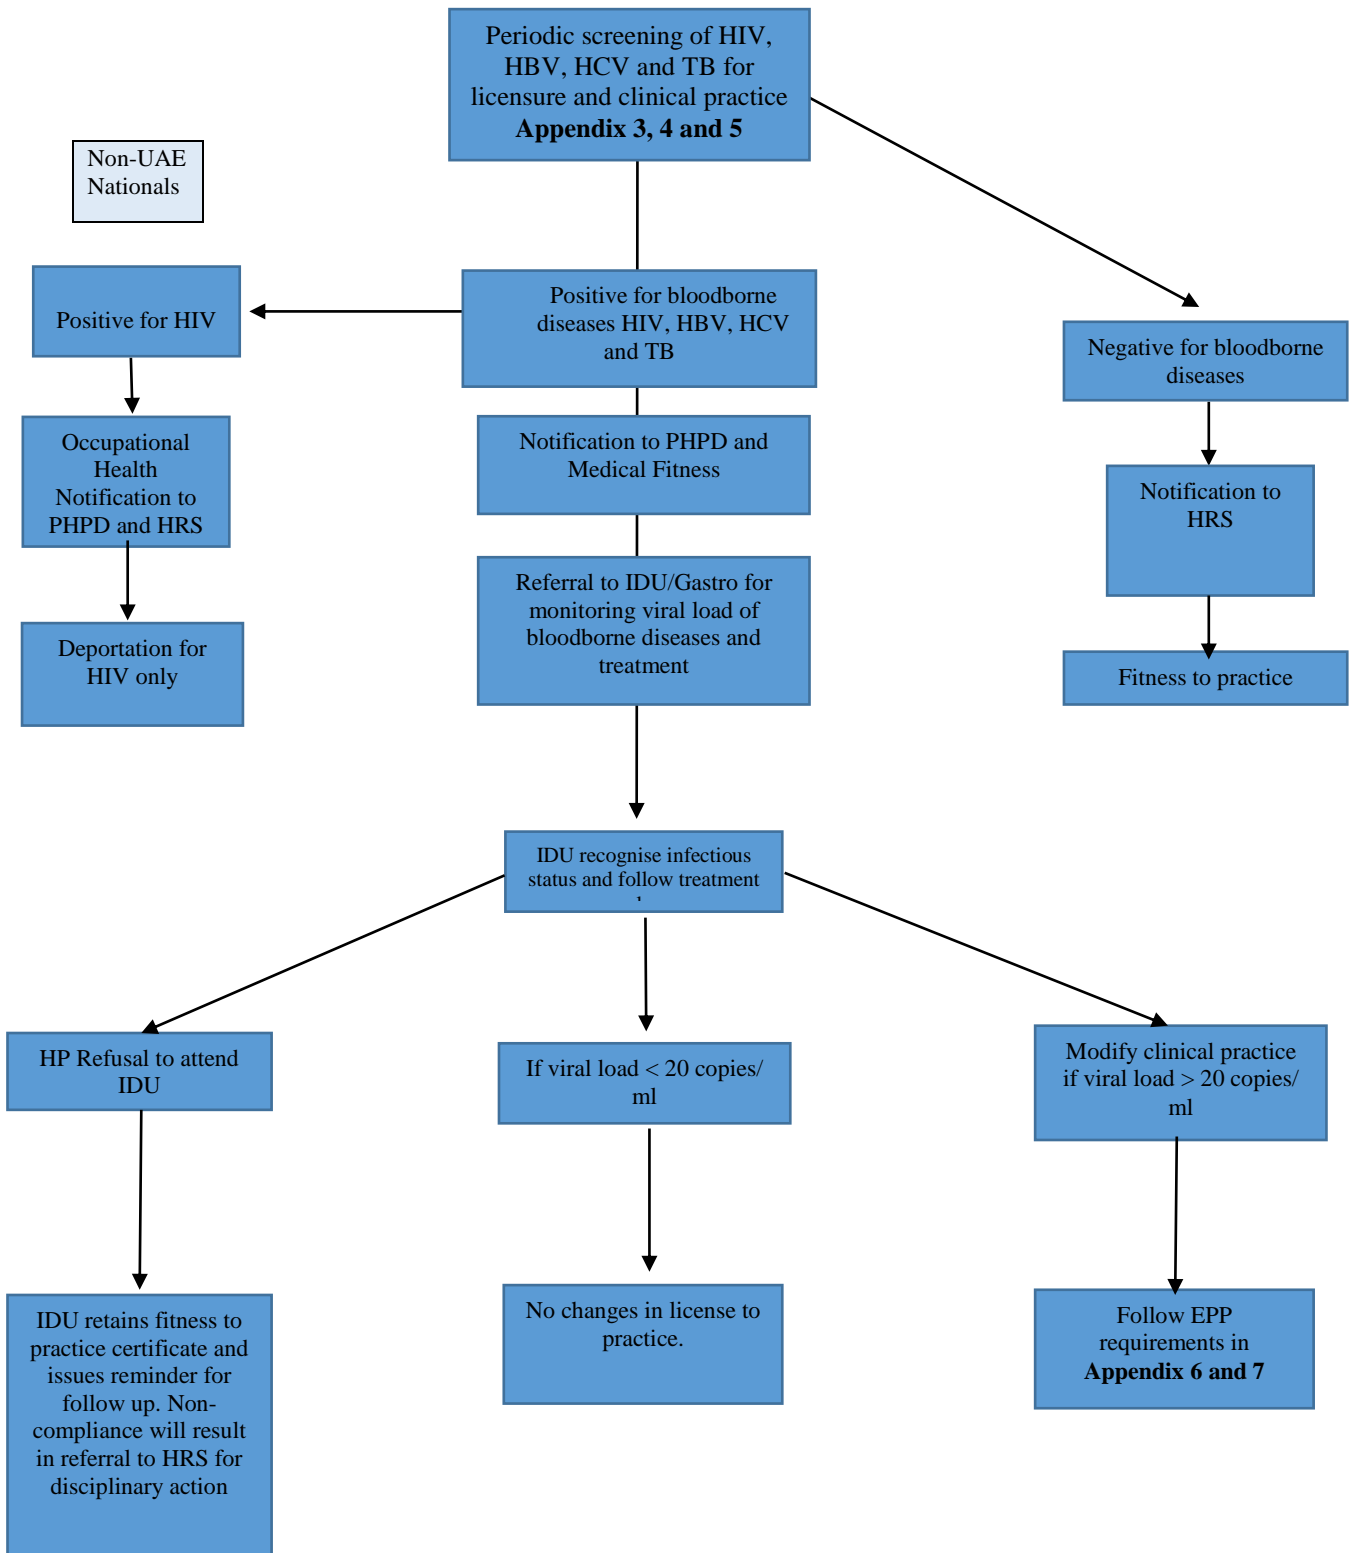 Periodic screening of HIV,
HBV, HCV and TB for
licensure and clinical practice
Appendix 3, 4 and 5
Non-UAE
Nationals
Positive for HIV
Positive for bloodborne
diseases HIV, HBV, HCV
and TB
Negative for bloodborne
diseases
Occupational
Health
Notification to
PHPD and HRS
Notification to PHPD and
Medical Fitness
Notification to
HRS
Referral to IDU/Gastro for
monitoring viral load of
bloodborne diseases and
treatment
Deportation for
HIV only
Fitness to practice
IDU recognise infectious
status and follow treatment
HP Refusal to attend
IDU
If viral load < 20 copies/
ml
Modify clinical practice
if viral load > 20 copies/
ml
IDU retains fitness to
practice certificate and
issues reminder for
follow up. Non-
compliance will result
in referral to HRS for
disciplinary action
No changes in license to
practice.
Follow EPP
requirements in
Appendix 6 and 7